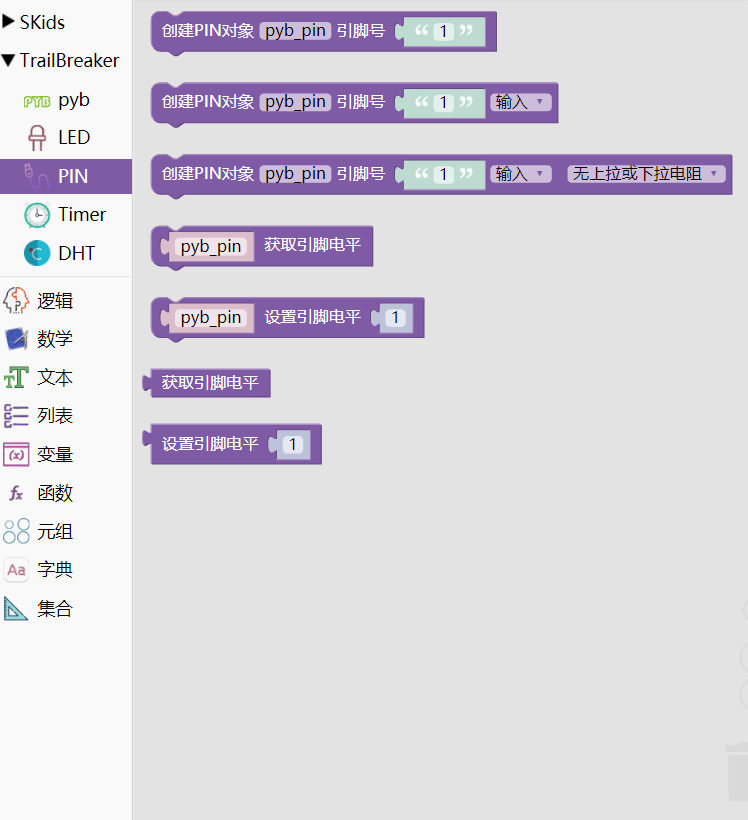 SKids
TrailBreaker
PYB pyb
LED
PIN
Timer
C DHT
逻辑
数学
TT 文本
列表
(x) 变量
fx 函数
元组
Aa 字典
集合
创建PIN对象 pyb_pin 引脚号 “ 1 ”
创建PIN对象 pyb_pin 引脚号 “ 1 ” 输入
创建PIN对象 pyb_pin 引脚号 “ 1 ” 输入 无上拉或下拉电阻
pyb_pin 获取引脚电平
pyb_pin 设置引脚电平 1
获取引脚电平
设置引脚电平 1